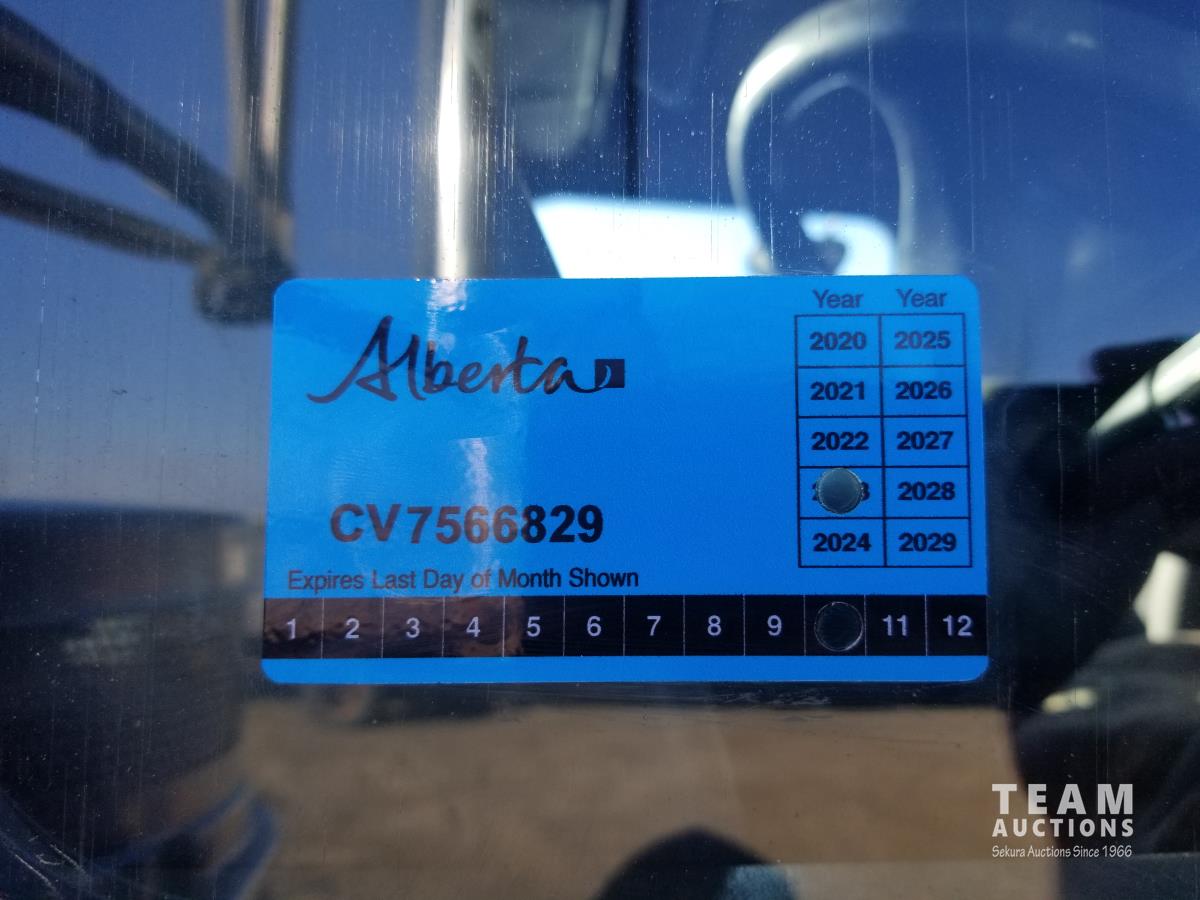 Year Year
2020 2025
Alberta
2021 2026
2022 2027
2028
CV7566829
2024 2029
Expires Last Day of Month Shown
1 2 3 4 5 6 7 8 9 11 12
TEAM
AUCTIONS
Sekura Auctions Since 1966